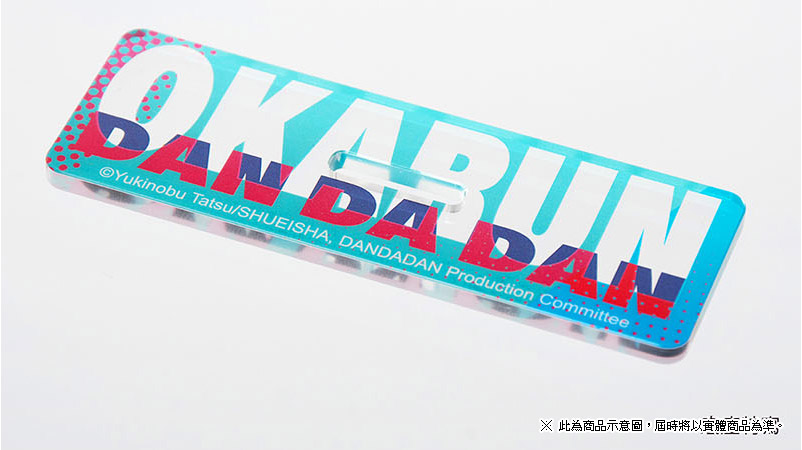 OKARUN
DAN DA DAN
©Yukinobu Tatsu/SHUEISHA, DANDADAN Production Committee
※ 此為商品示意圖，屆時將以實體商品為準。